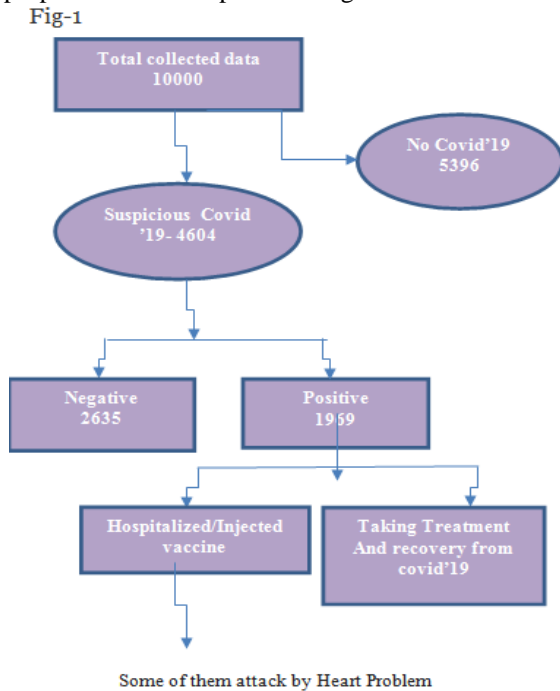 Fig-1
Total collected data
10000
No Covid'19
5396
Suspicious Covid
'19- 4604
Negative
2635
Positive
1969
Hospitalized/Injected
vaccine
Taking Treatment
And recovery from
covid'19
Some of them attack by Heart Problem